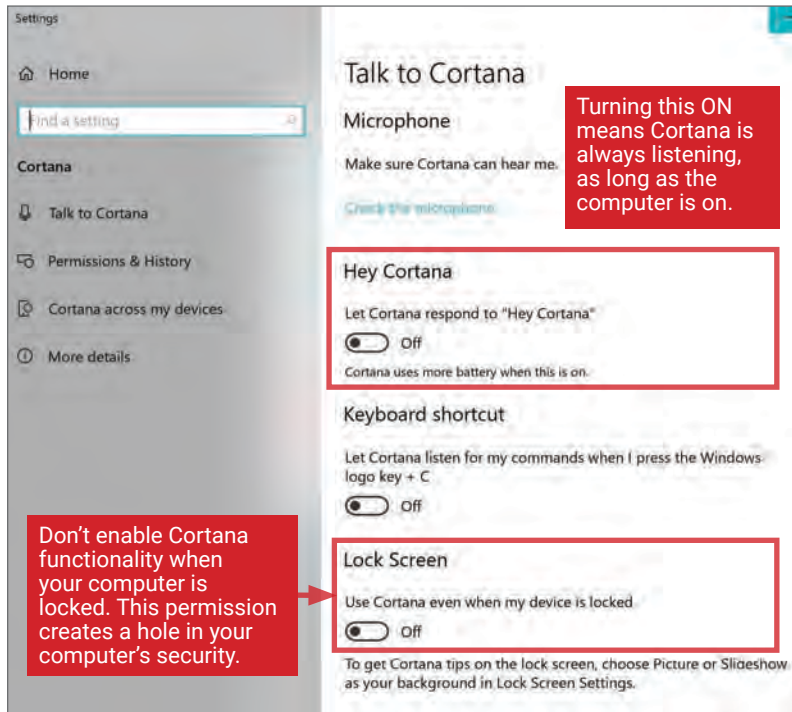 Settings
Home
Find a setting
Cortana
Talk to Cortana
Permissions & History
Cortana across my devices
More details
Talk to Cortana
Microphone
Make sure Cortana can hear me.
Check the microphone
Turning this ON
means Cortana is
always listening,
as long as the
computer is on.
Hey Cortana
Let Cortana respond to "Hey Cortana"
Off
Cortana uses more battery when this is on.
Keyboard shortcut
Let Cortana listen for my commands when I press the Windows
logo key + C
Off
Don’t enable Cortana
functionality when
your computer is
locked. This permission
creates a hole in your
computer’s security.
Lock Screen
Use Cortana even when my device is locked
Off
To get Cortana tips on the lock screen, choose Picture or Slideshow
as your background in Lock Screen Settings.